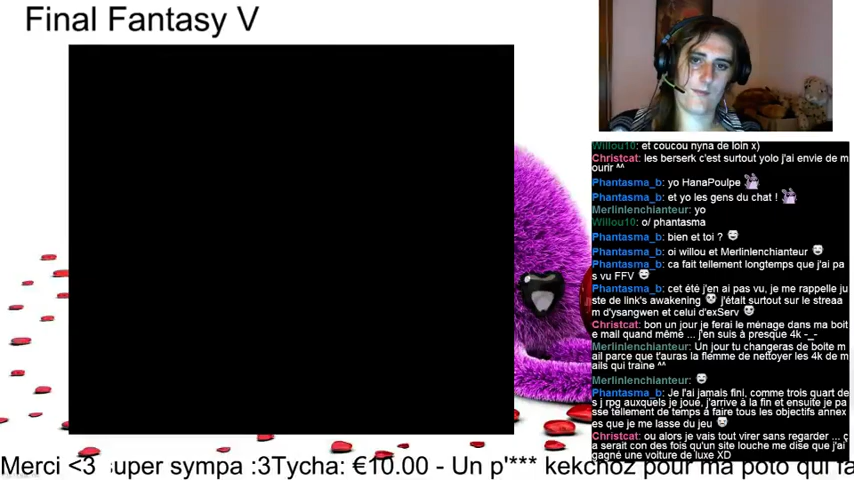 Final Fantasy V
Willou10: et coucou nyna de loin x)
Christcat: les berserk c'est surtout yolo j'ai envie de m
ourir ^^
Phantasma_b: yo HanaPoulpe
Phantasma_b: et yo les gens du chat !
Merlinlenchianteur: yo
Willou10: o/ phantasma
Phantasma_b: bien et toi ?
Phantasma_b: oi willou et Merlinlenchianteur
Phantasma_b: ca fait tellement longtemps que j'ai pa
s vu FFV
Phantasma_b: cet été j'en ai pas vu, je me rappelle ju
ste de link's awakening j'était surtout sur le streaa
m d'ysangwen et celui d'exServ
Christcat: bon un jour je ferai le ménage dans ma boit
e mail quand même ... j'en suis à presque 4k -_-
Merlinlenchianteur: Un jour tu changeras de boite m
ail parce que t'auras la flemme de nettoyer les 4k de m
ails qui traine ^^
Merlinlenchianteur:
Phantasma_b: Je l'ai jamais fini, comme trois quart de
s j rpg auxquels je joué, j'arrive à la fin et ensuite je pa
sse tellement de temps à faire tous les objectifs annex
es que je me lasse du jeu
Christcat: ou alors je vais tout virer sans regarder ... ç
a serait con des fois qu'un site louche me dise que j'ai
gagné une voiture de luxe XD
Merci <3 super sympa :3Tycha: €10.00 - Un p'*** kekchoz pour ma poto qui fa